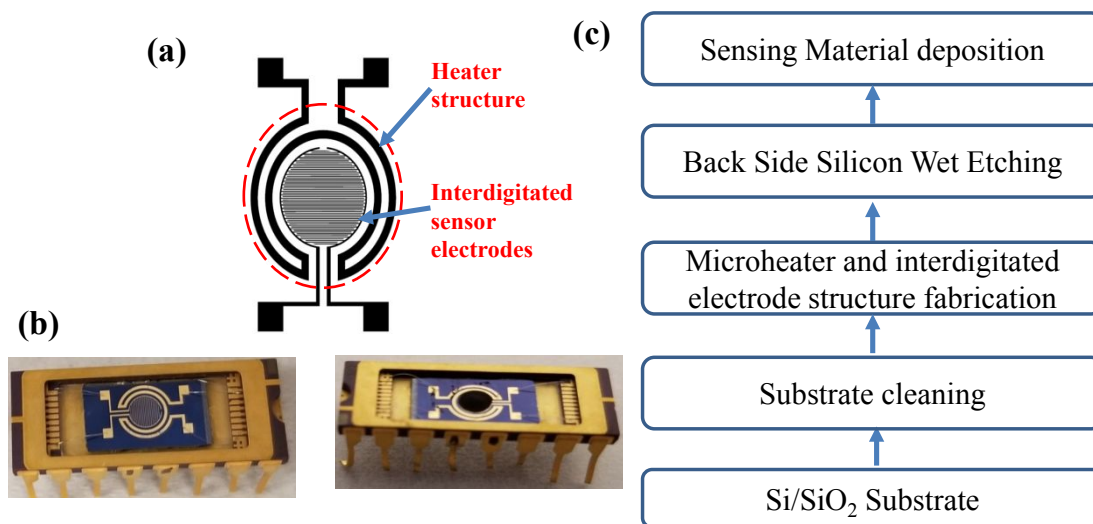 (a)
Heater
structure
Interdigitated
sensor
electrodes
(b)
(c)
Sensing Material deposition
Back Side Silicon Wet Etching
Microheater and interdigitated
electrode structure fabrication
Substrate cleaning
Si/SiO₂ Substrate